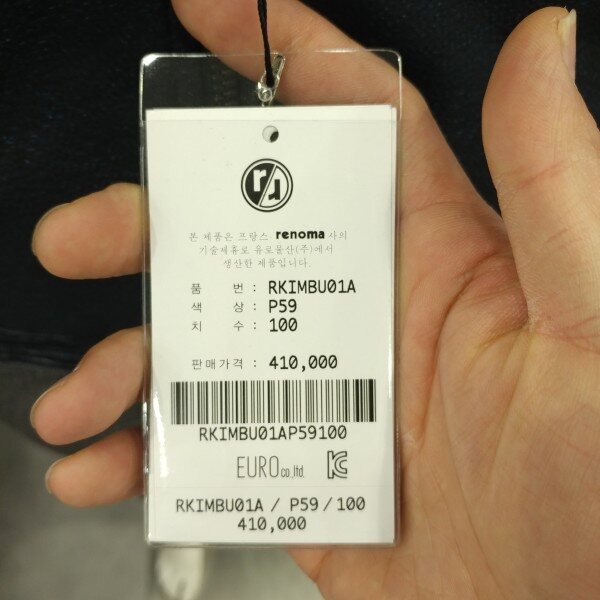 본 제품은 프랑스 renoma 사의
기술제휴로 유로물산(주)에서
생산한 제품입니다.
품 번 : RKIMBU01A
색 상 : P59
치 수 : 100
판매가격 : 410,000
RKIMBU01AP59100
EURO co.,ltd.
RKIMBU01A / P59 / 100
410,000